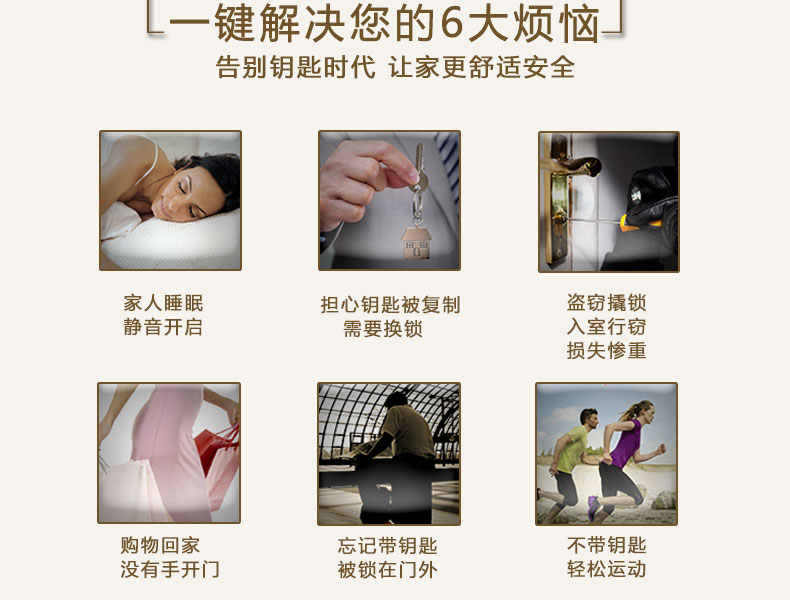 一键解决您的6大烦恼
告别钥匙时代 让家更舒适安全
家人睡眠
静音开启
担心钥匙被复制
需要换锁
盗窃撬锁
入室行窃
损失惨重
购物回家
没有手开门
忘记带钥匙
被锁在门外
不带钥匙
轻松运动